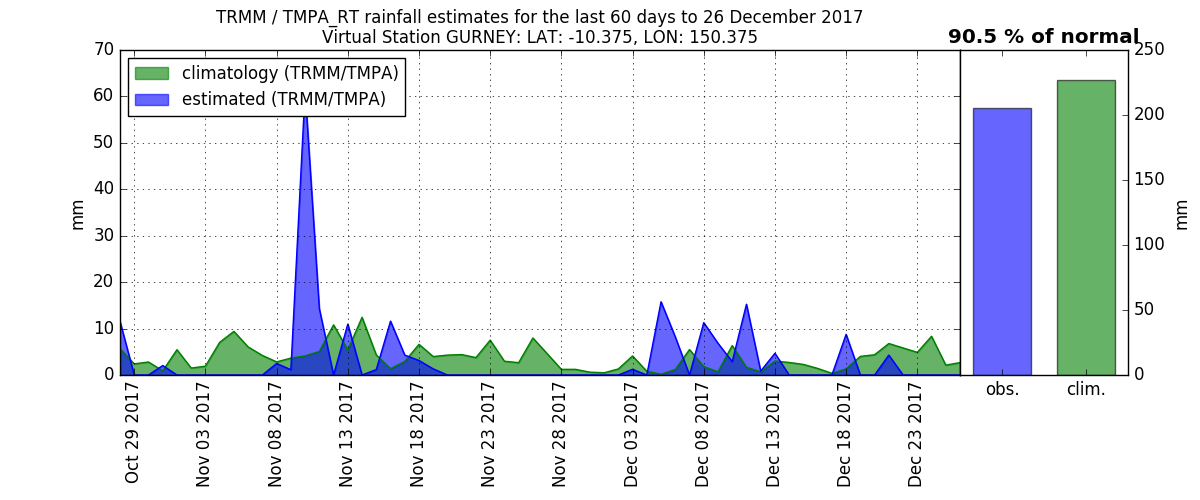 TRMM / TMPA_RT rainfall estimates for the last 60 days to 26 December 2017
Virtual Station GURNEY: LAT: -10.375, LON: 150.375
90.5 % of normal
climatology (TRMM/TMPA)
estimated (TRMM/TMPA)
mm
70
60
50
40
30
20
10
0
Oct 29 2017
Nov 03 2017
Nov 08 2017
Nov 13 2017
Nov 18 2017
Nov 23 2017
Nov 28 2017
Dec 03 2017
Dec 08 2017
Dec 13 2017
Dec 18 2017
Dec 23 2017
250
200
150
100
50
0
mm
obs.
clim.